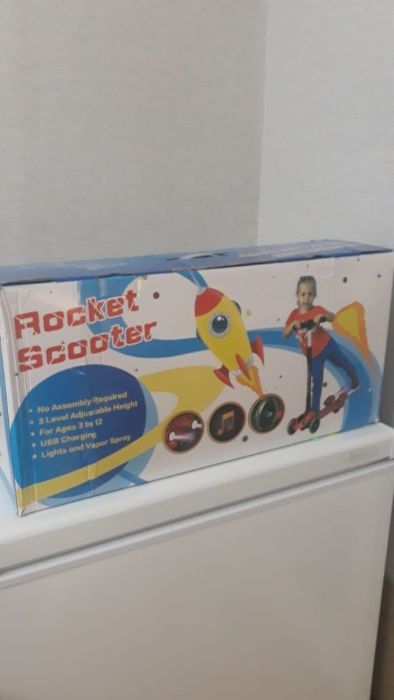 Rocket
Scooter
• No Assembly Required
• 3 Level Adjustable Height
• For Ages 3 to 12
• USB Charging
• Lights and Vapor Spray